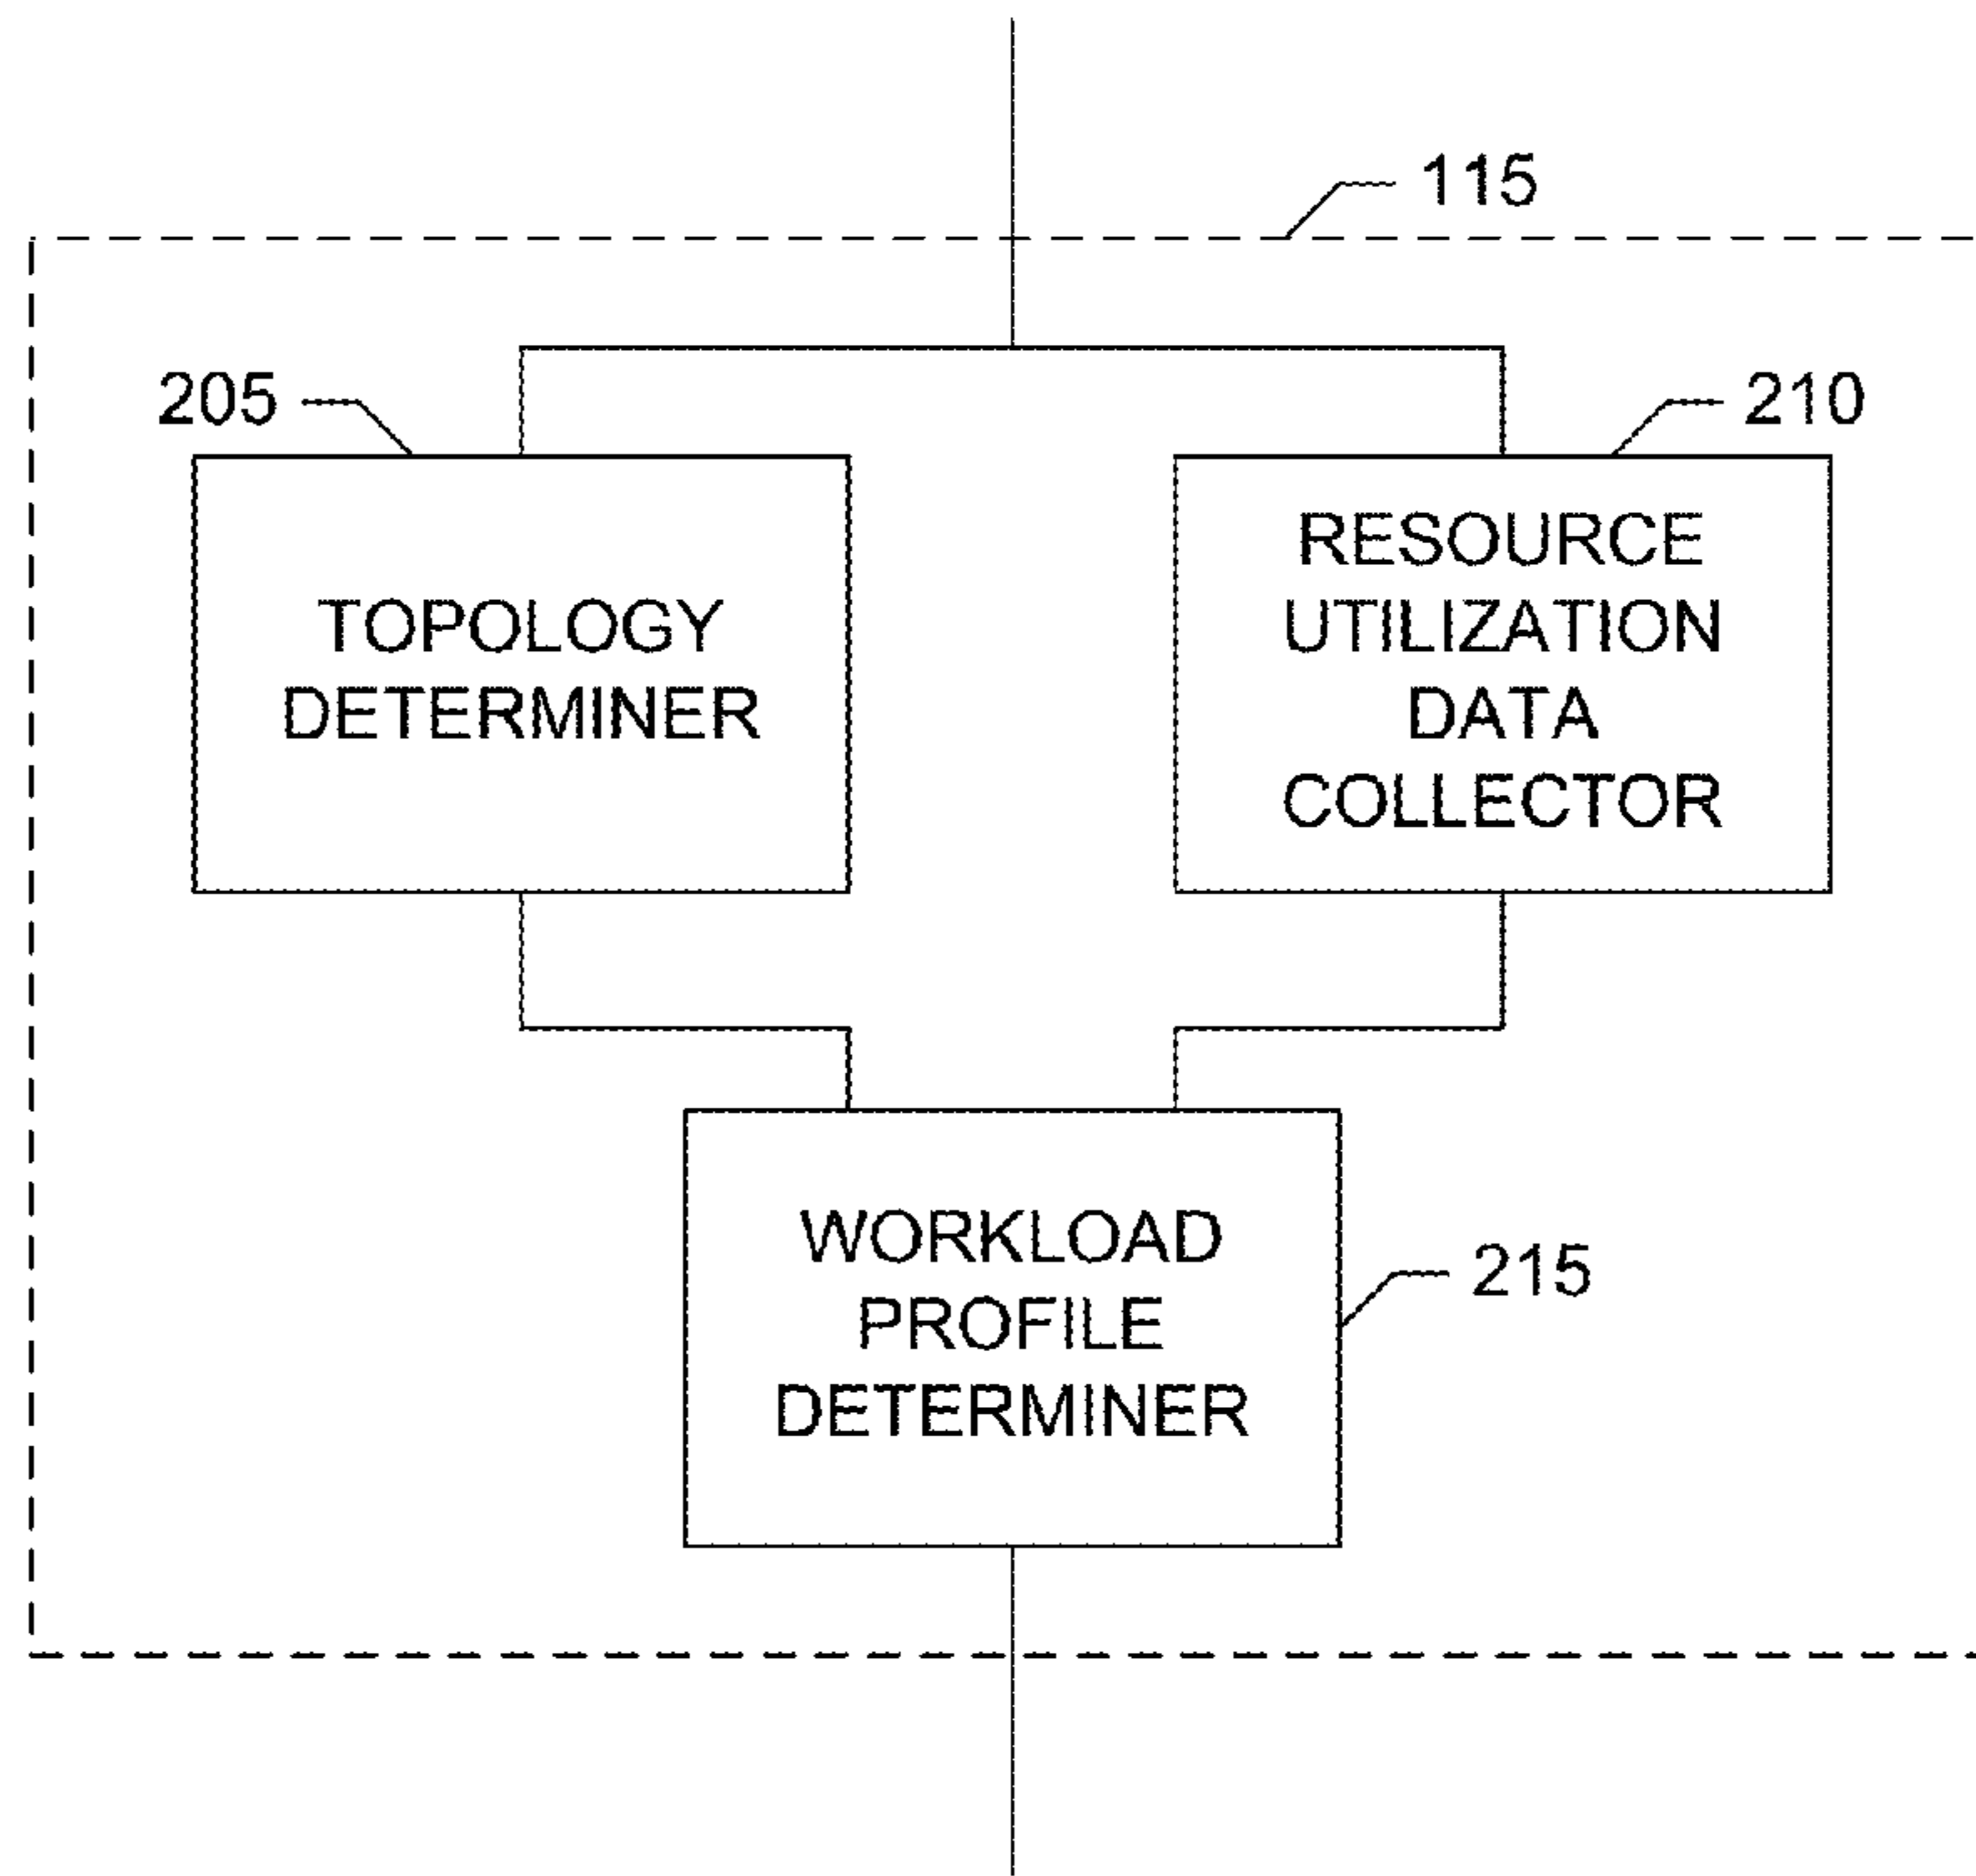 115
205
210
TOPOLOGY
DETERMINER
RESOURCE
UTILIZATION
DATA
COLLECTOR
WORKLOAD
PROFILE
DETERMINER
215